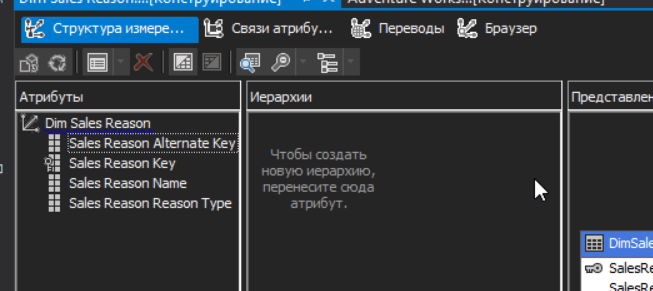 Dim Sales Reason....[Конструирование]
Adventure Works...[Конструирование]
Структура измере...
Связи атрибу...
Переводы
Браузер
Атрибуты
Иерархии
Представлен
Dim Sales Reason
Sales Reason Alternate Key
Sales Reason Key
Sales Reason Name
Sales Reason Reason Type
Чтобы создать
новую иерархию,
перенесите сюда
атрибут.
DimSale
SalesRe
SalesRe